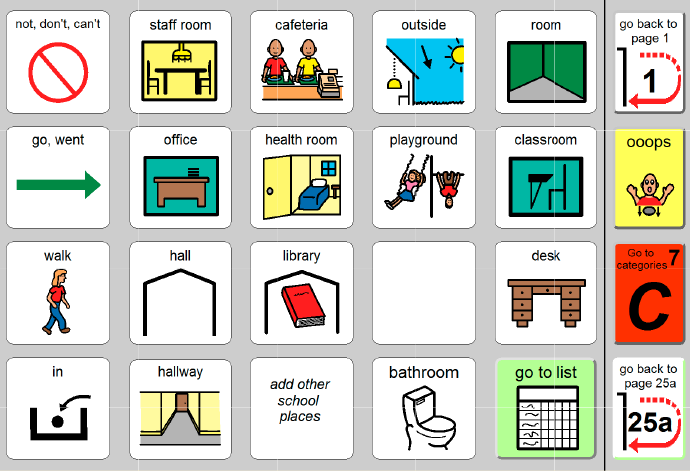 not, don't, can't
staff room
cafeteria
outside
room
go back to
page 1
1
go, went
office
health room
playground
classroom
ooops
walk
hall
library
desk
Go to
categories 7
C
in
hallway
add other
school
places
bathroom
go to list
go back to
page 25a
25a